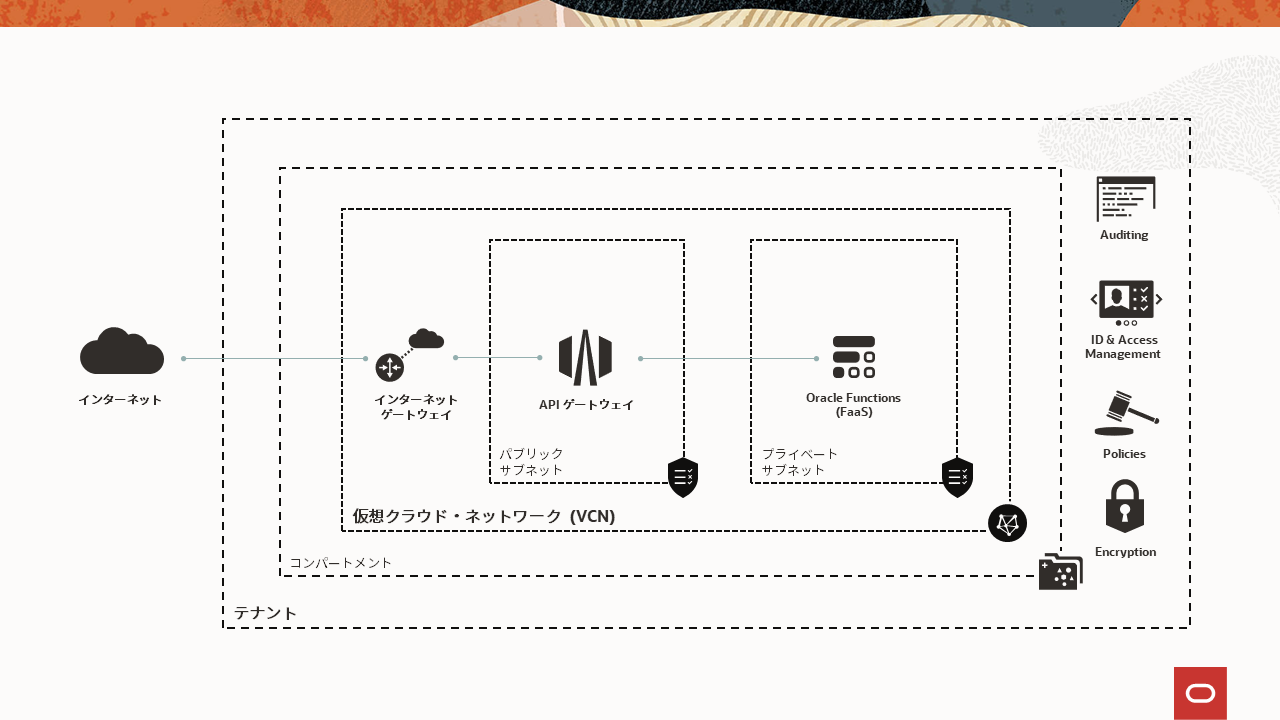 Auditing
インターネット
インターネット
ゲートウェイ
API ゲートウェイ
Oracle Functions
(FaaS)
ID & Access
Management
Policies
パブリック
サブネット
プライベート
サブネット
仮想クラウド・ネットワーク (VCN)
Encryption
コンパートメント
テナント